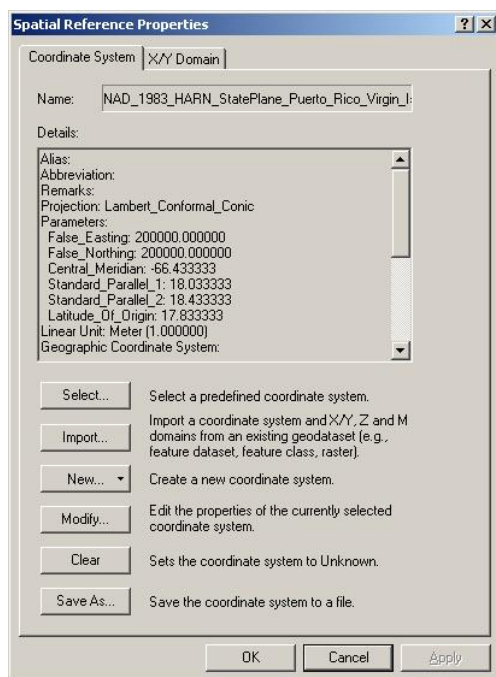 Spatial Reference Properties
Coordinate System X/Y Domain
Name: NAD_1983_HARN_StatePlane_Puerto_Rico_Virgin_I
Details:
Alias:
Abbreviation:
Remarks:
Projection: Lambert_Conformal_Conic
Parameters:
False_Easting: 200000.000000
False_Northing: 200000.000000
Central_Meridian: -66.433333
Standard_Parallel_1: 18.033333
Standard_Parallel_2: 18.433333
Latitude_Of_Origin: 17.833333
Linear Unit: Meter (1.000000)
Geographic Coordinate System:
Select... Select a predefined coordinate system.
Import... Import a coordinate system and X/Y, Z and M
domains from an existing geodataset (e.g.,
feature dataset, feature class, raster).
New... Create a new coordinate system.
Modify... Edit the properties of the currently selected
coordinate system.
Clear Sets the coordinate system to Unknown.
Save As... Save the coordinate system to a file.
OK Cancel Apply